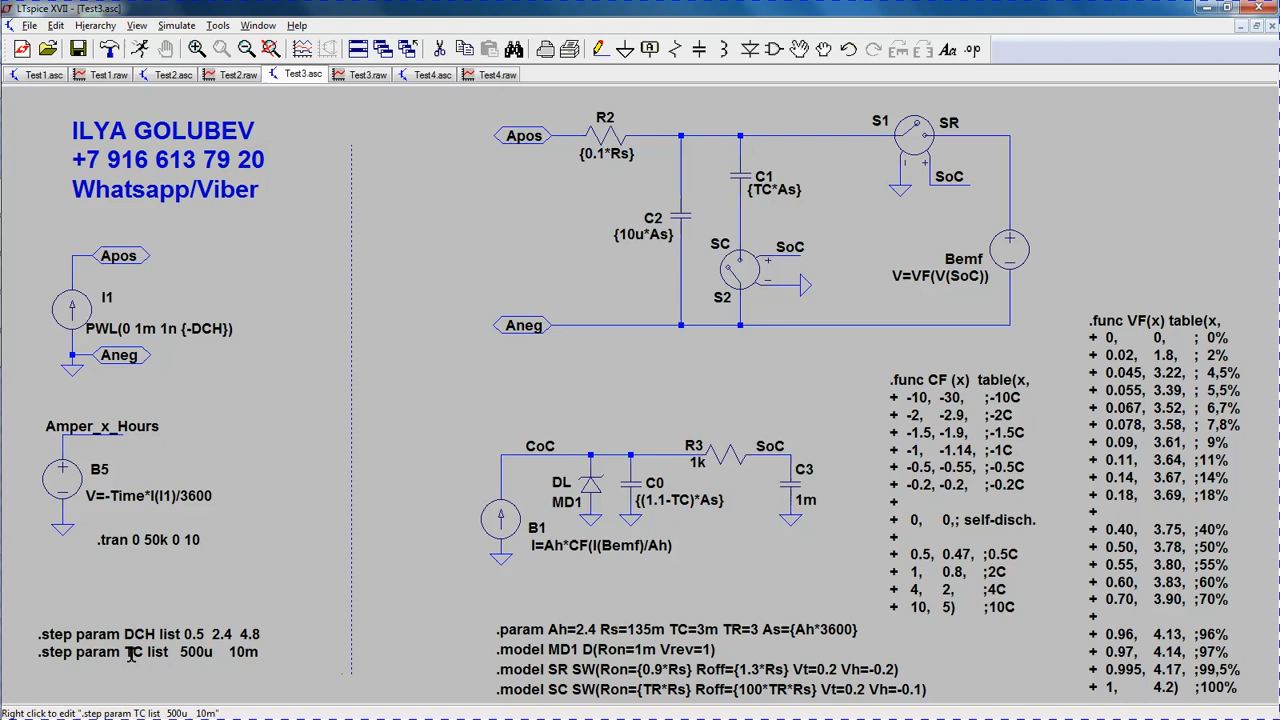 LTspice XVII - [Test3.asc]
File Edit Hierarchy View Simulate Tools Window Help
Aa .op
Test1.asc Test1.raw Test2.asc Test2.raw Test3.asc Test3.raw Test4.asc Test4.raw
ILYA GOLUBEV
+7 916 613 79 20
Whatsapp/Viber
Apos
I1
PWL(0 1m 1n {-DCH})
Aneg
Amper_x_Hours
B5
V=-Time*I(I1)/3600
.tran 0 50k 0 10
.step param DCH list 0.5 2.4 4.8
.step param TC list 500u 10m
Apos
R2
{0.1*Rs}
C1
{TC*As}
C2
{10u*As}
SC
SoC
S2
S1
SR
SoC
Bemf
V=VF(V(SoC))
Aneg
CoC
DL
MD1
C0
{(1.1-TC)*As}
R3
1k
SoC
C3
1m
B1
I=Ah*CF(I(Bemf)/Ah)
.func CF (x) table(x,
+ -10, -30, ;-10C
+ -2, -2.9, ;-2C
+ -1.5, -1.9, ;-1.5C
+ -1, -1.14, ;-1C
+ -0.5, -0.55, ;-0.5C
+ -0.2, -0.2, ;-0.2C
+
+ 0, 0,; self-disch.
+
+ 0.5, 0.47, ;0.5C
+ 1, 0.8, ;2C
+ 4, 2, ;4C
+ 10, 5) ;10C
.func VF(x) table(x,
+ 0, 0, ; 0%
+ 0.02, 1.8, ; 2%
+ 0.045, 3.22, ; 4,5%
+ 0.055, 3.39, ; 5,5%
+ 0.067, 3.52, ; 6,7%
+ 0.078, 3.58, ; 7,8%
+ 0.09, 3.61, ; 9%
+ 0.11, 3.64, ;11%
+ 0.14, 3.67, ;14%
+ 0.18, 3.69, ;18%
+
+ 0.40, 3.75, ;40%
+ 0.50, 3.78, ;50%
+ 0.55, 3.80, ;55%
+ 0.60, 3.83, ;60%
+ 0.70, 3.90, ;70%
+
+ 0.96, 4.13, ;96%
+ 0.97, 4.14, ;97%
+ 0.995, 4.17, ;99,5%
+ 1, 4.2) ;100%
.param Ah=2.4 Rs=135m TC=3m TR=3 As={Ah*3600}
.model MD1 D(Ron=1m Vrev=1)
.model SR SW(Ron={0.9*Rs} Roff={1.3*Rs} Vt=0.2 Vh=-0.2)
.model SC SW(Ron={TR*Rs} Roff={100*TR*Rs} Vt=0.2 Vh=-0.1)
Right click to edit ".step param TC list 500u 10m"